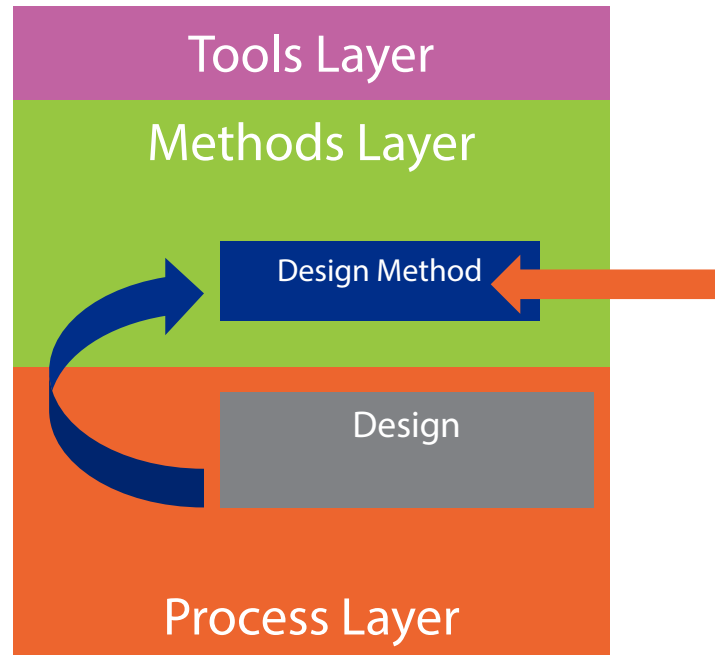 Tools Layer
Methods Layer
Design Method
Design
Process Layer